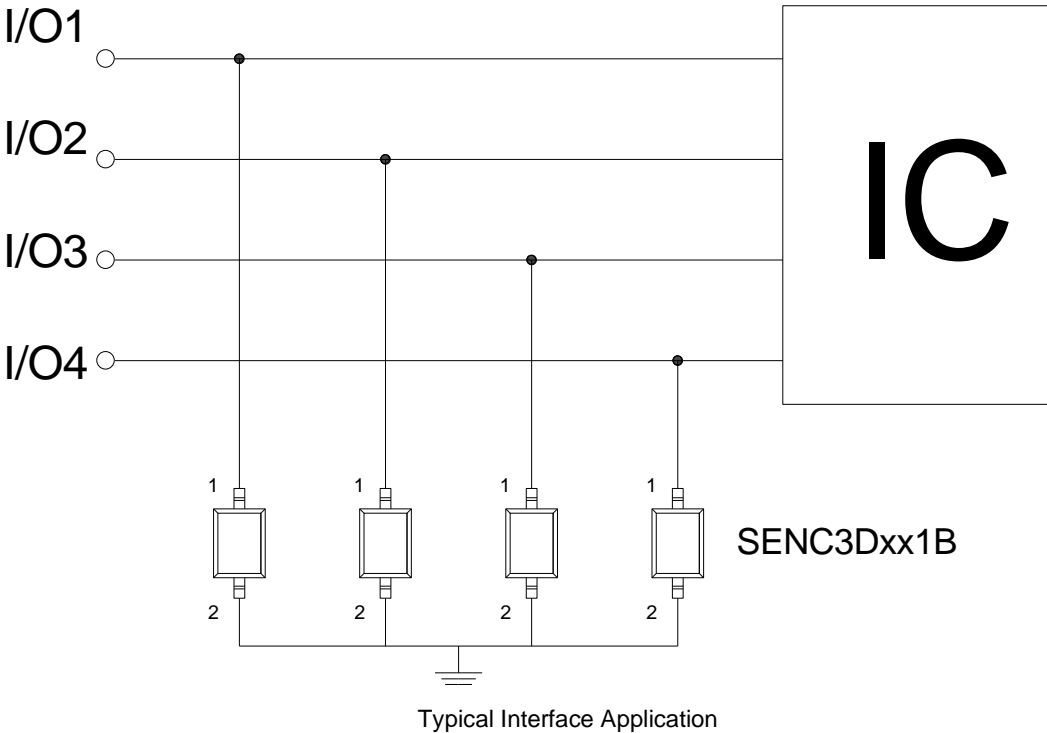 I/O1
I/O2
IC
I/O3
I/O4
1 1 1 1
SENC3Dxx1B
2 2 2 2
Typical Interface Application